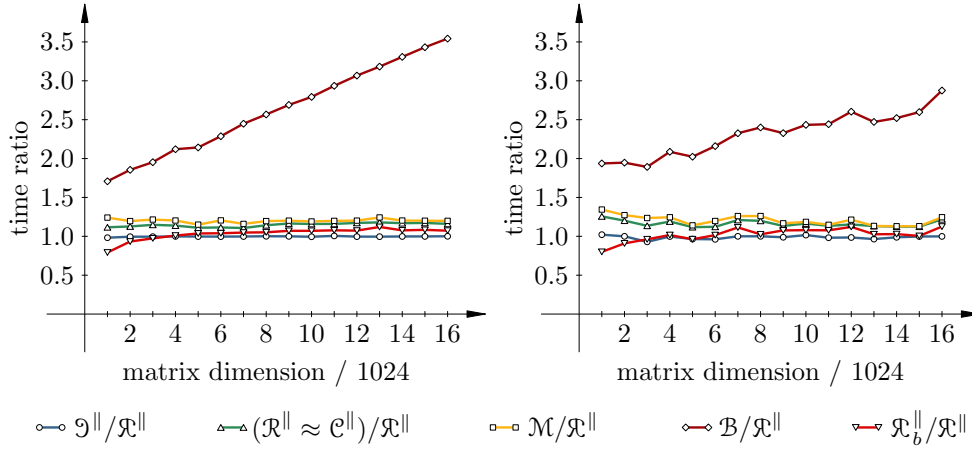 3.5 3.5
3.0 3.0
2.5 2.5
2.0 2.0
1.5 1.5
1.0 1.0
0.5 0.5
time ratio time ratio
2 4 6 8 10 12 14 16 2 4 6 8 10 12 14 16
matrix dimension / 1024 matrix dimension / 1024
ℐ^∥/ℛ^∥ (ℛ^∥ ≈ 𝒞^∥)/ℛ^∥ ℳ/ℛ^∥ ℬ/ℛ^∥ ℛ_b^∥/ℛ^∥